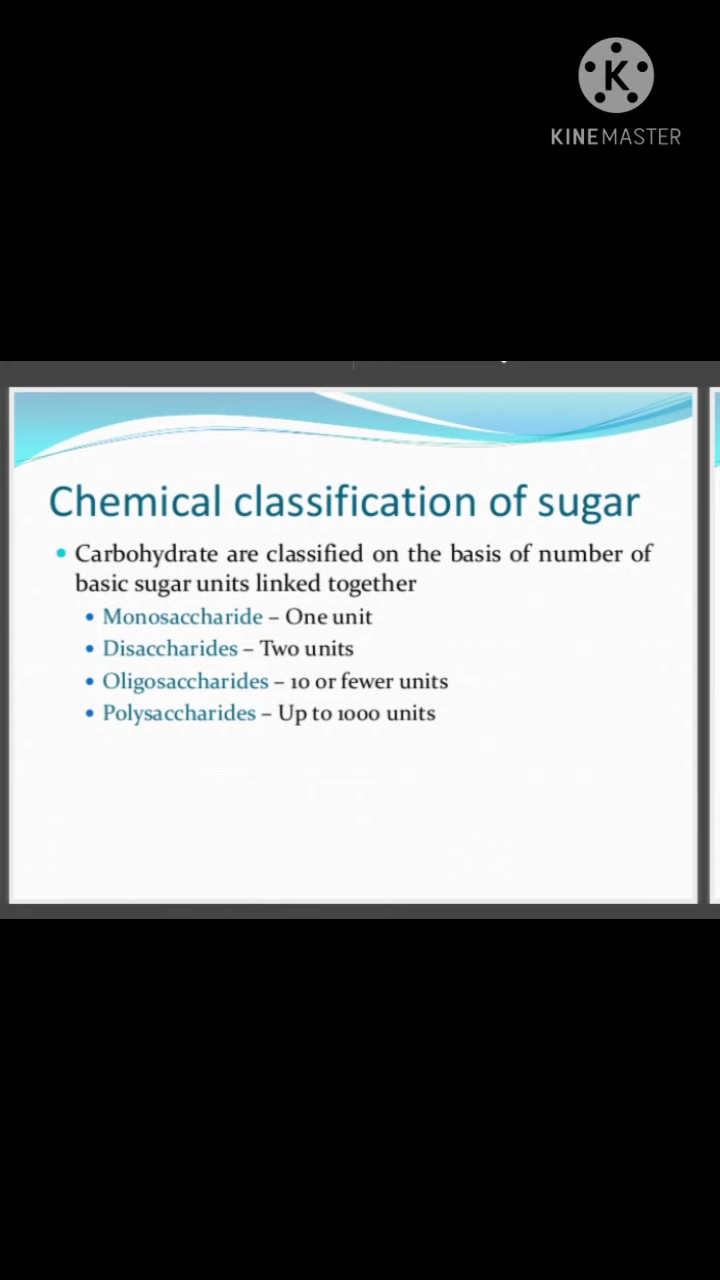 K
KINEMASTER
Chemical classification of sugar
• Carbohydrate are classified on the basis of number of
basic sugar units linked together
• Monosaccharide – One unit
• Disaccharides – Two units
• Oligosaccharides – 10 or fewer units
• Polysaccharides – Up to 1000 units